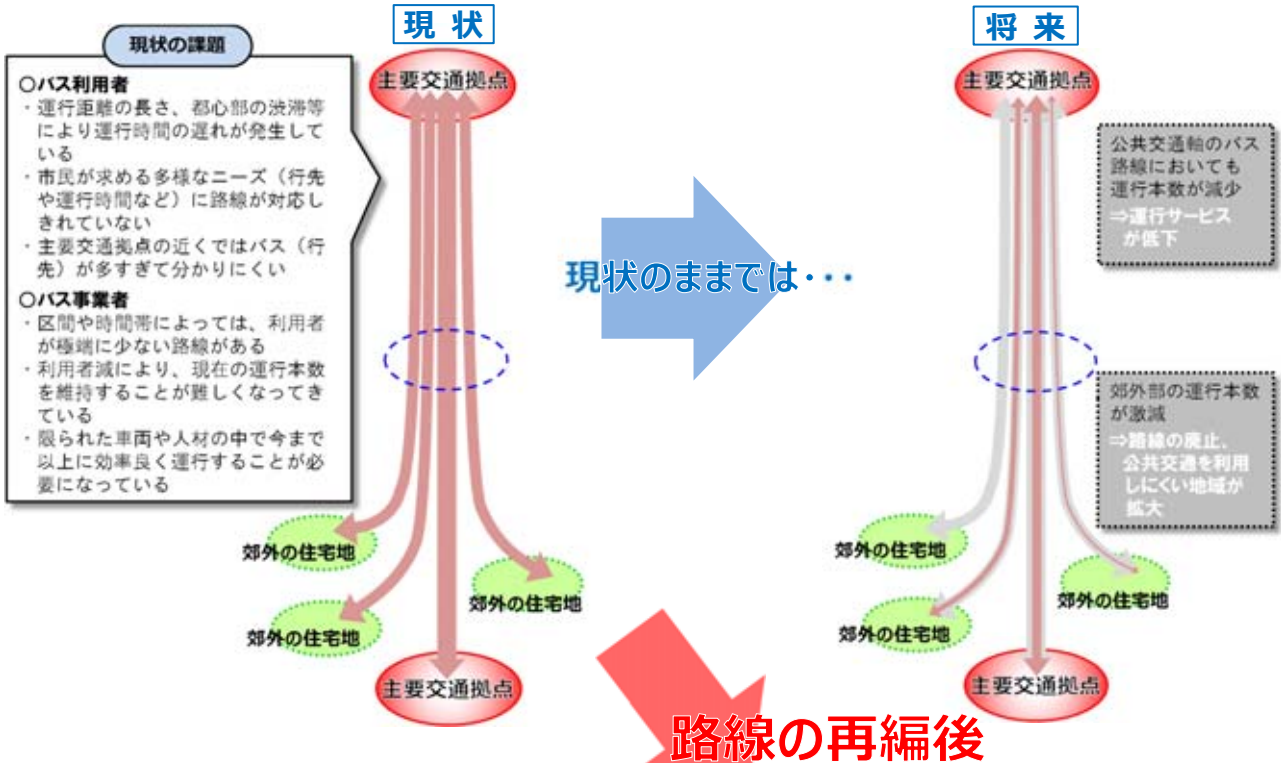 現状の課題
○バス利用者
・運行距離の長さ、都心部の渋滞等
により運行時間の遅れが発生して
いる
・市民が求める多様なニーズ（行先
や運行時間など）に路線が対応し
きれていない
・主要交通拠点の近くではバス（行
先）が多すぎて分かりにくい
○バス事業者
・区間や時間帯によっては、利用者
が極端に少ない路線がある
・利用者減により、現在の運行本数
を維持することが難しくなってき
ている
・限られた車両や人材の中で今まで
以上に効率良く運行することが必
要になっている
現 状
主要交通拠点
郊外の住宅地
郊外の住宅地
郊外の住宅地
主要交通拠点
現状のままでは・・・
将 来
主要交通拠点
公共交通軸のバス
路線においても
運行本数が減少
⇒運行サービス
が低下
郊外部の運行本数
が激減
⇒路線の廃止、
公共交通を利用
しにくい地域が
拡大
郊外の住宅地
郊外の住宅地
郊外の住宅地
主要交通拠点
路線の再編後